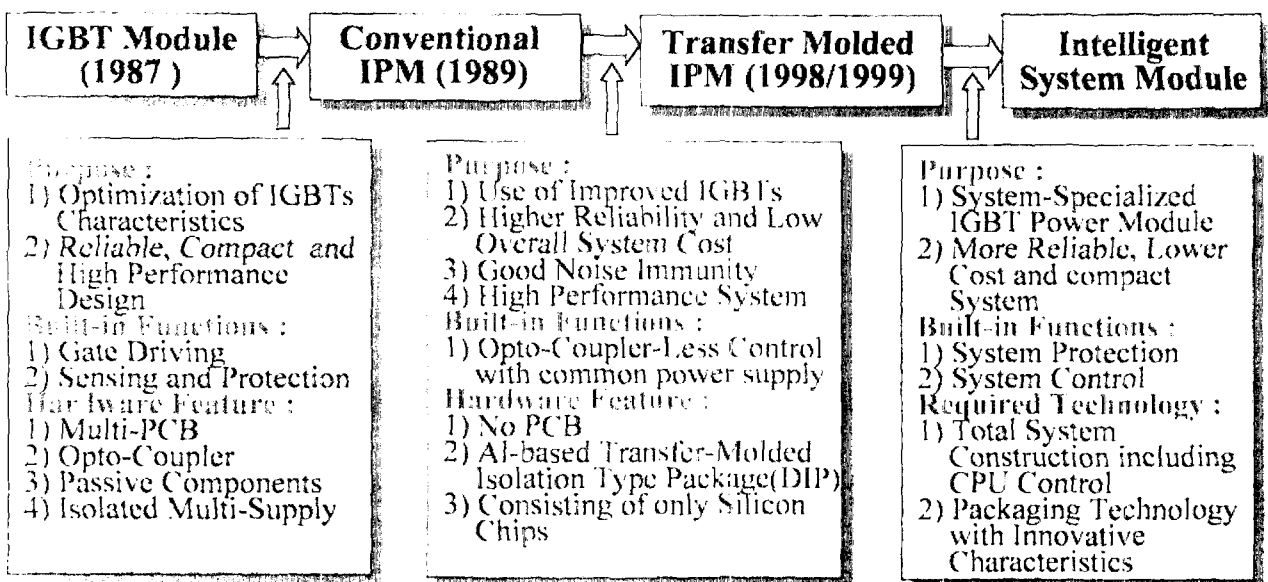 IGBT Module
(1987 )
Conventional
IPM (1989)
Transfer Molded
IPM (1998/1999)
Intelligent
System Module
Purpose :
1) Optimization of IGBTs
Characteristics
2) Reliable, Compact and
High Performance
Design
Built-in Functions :
1) Gate Driving
2) Sensing and Protection
Hardware Feature :
1) Multi-PCB
2) Opto-Coupler
3) Passive Components
4) Isolated Multi-Supply
Purpose :
1) Use of Improved IGBTs
2) Higher Reliability and Low
Overall System Cost
3) Good Noise Immunity
4) High Performance System
Built-in Functions :
1) Opto-Coupler-Less Control
with common power supply
Hardware Feature :
1) No PCB
2) Al-based Transfer-Molded
Isolation Type Package(DIP)
3) Consisting of only Silicon
Chips
Purpose :
1) System-Specialized
IGBT Power Module
2) More Reliable, Lower
Cost and compact
System
Built-in Functions :
1) System Protection
2) System Control
Required Technology :
1) Total System
Construction including
CPU Control
2) Packaging Technology
with Innovative
Characteristics